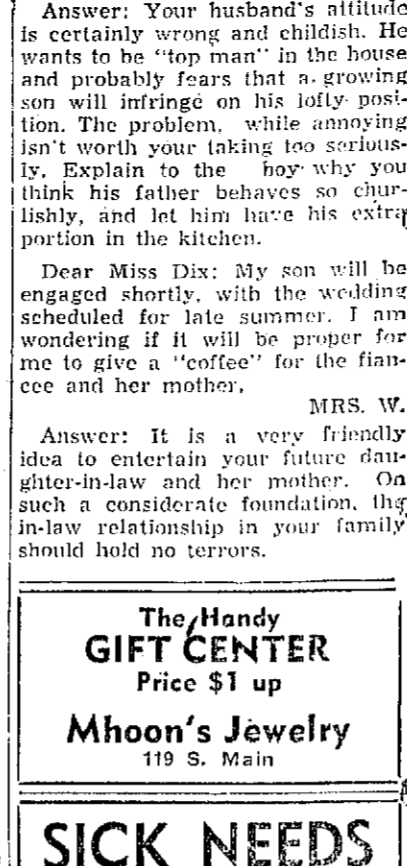 Answer: Your husband's attitude
is certainly wrong and childish. He
wants to be "top man" in the house
and probably fears that a growing
son will infringe on his lofty posi-
tion. The problem, while annoying
isn't worth your taking too serious-
ly. Explain to the boy why you
think his father behaves so chur-
lishly, and let him have his extra
portion in the kitchen.
Dear Miss Dix: My son will be
engaged shortly, with the wedding
scheduled for late summer. I am
wondering if it will be proper for
me to give a "coffee" for the fian-
cee and her mother.
MRS. W.
Answer: It is a very friendly
idea to entertain your future dau-
ghter-in-law and her mother. On
such a considerate foundation, the
in-law relationship in your family
should hold no terrors.
The Handy
GIFT CENTER
Price $1 up
Mhoon's Jewelry
119 S. Main
SICK NEEDS